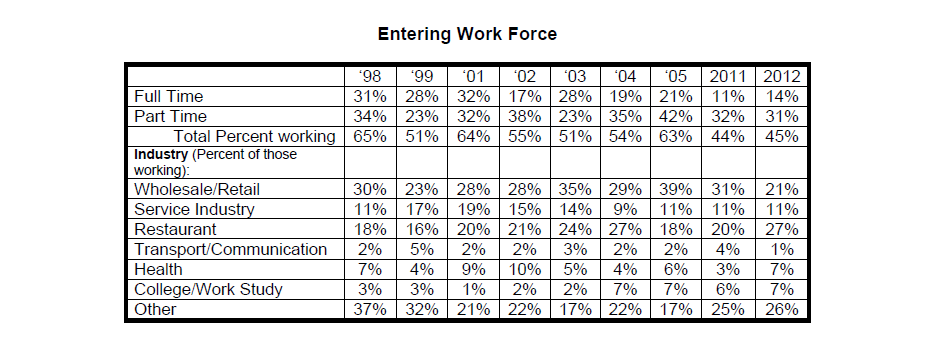 Entering Work Force
‘98 ‘99 ‘01 ‘02 ‘03 ‘04 ‘05 2011 2012
Full Time 31% 28% 32% 17% 28% 19% 21% 11% 14%
Part Time 34% 23% 32% 38% 23% 35% 42% 32% 31%
Total Percent working 65% 51% 64% 55% 51% 54% 63% 44% 45%
Industry (Percent of those
working):
Wholesale/Retail 30% 23% 28% 28% 35% 29% 39% 31% 21%
Service Industry 11% 17% 19% 15% 14% 9% 11% 11% 11%
Restaurant 18% 16% 20% 21% 24% 27% 18% 20% 27%
Transport/Communication 2% 5% 2% 2% 3% 2% 2% 4% 1%
Health 7% 4% 9% 10% 5% 4% 6% 3% 7%
College/Work Study 3% 3% 1% 2% 2% 7% 7% 6% 7%
Other 37% 32% 21% 22% 17% 22% 17% 25% 26%